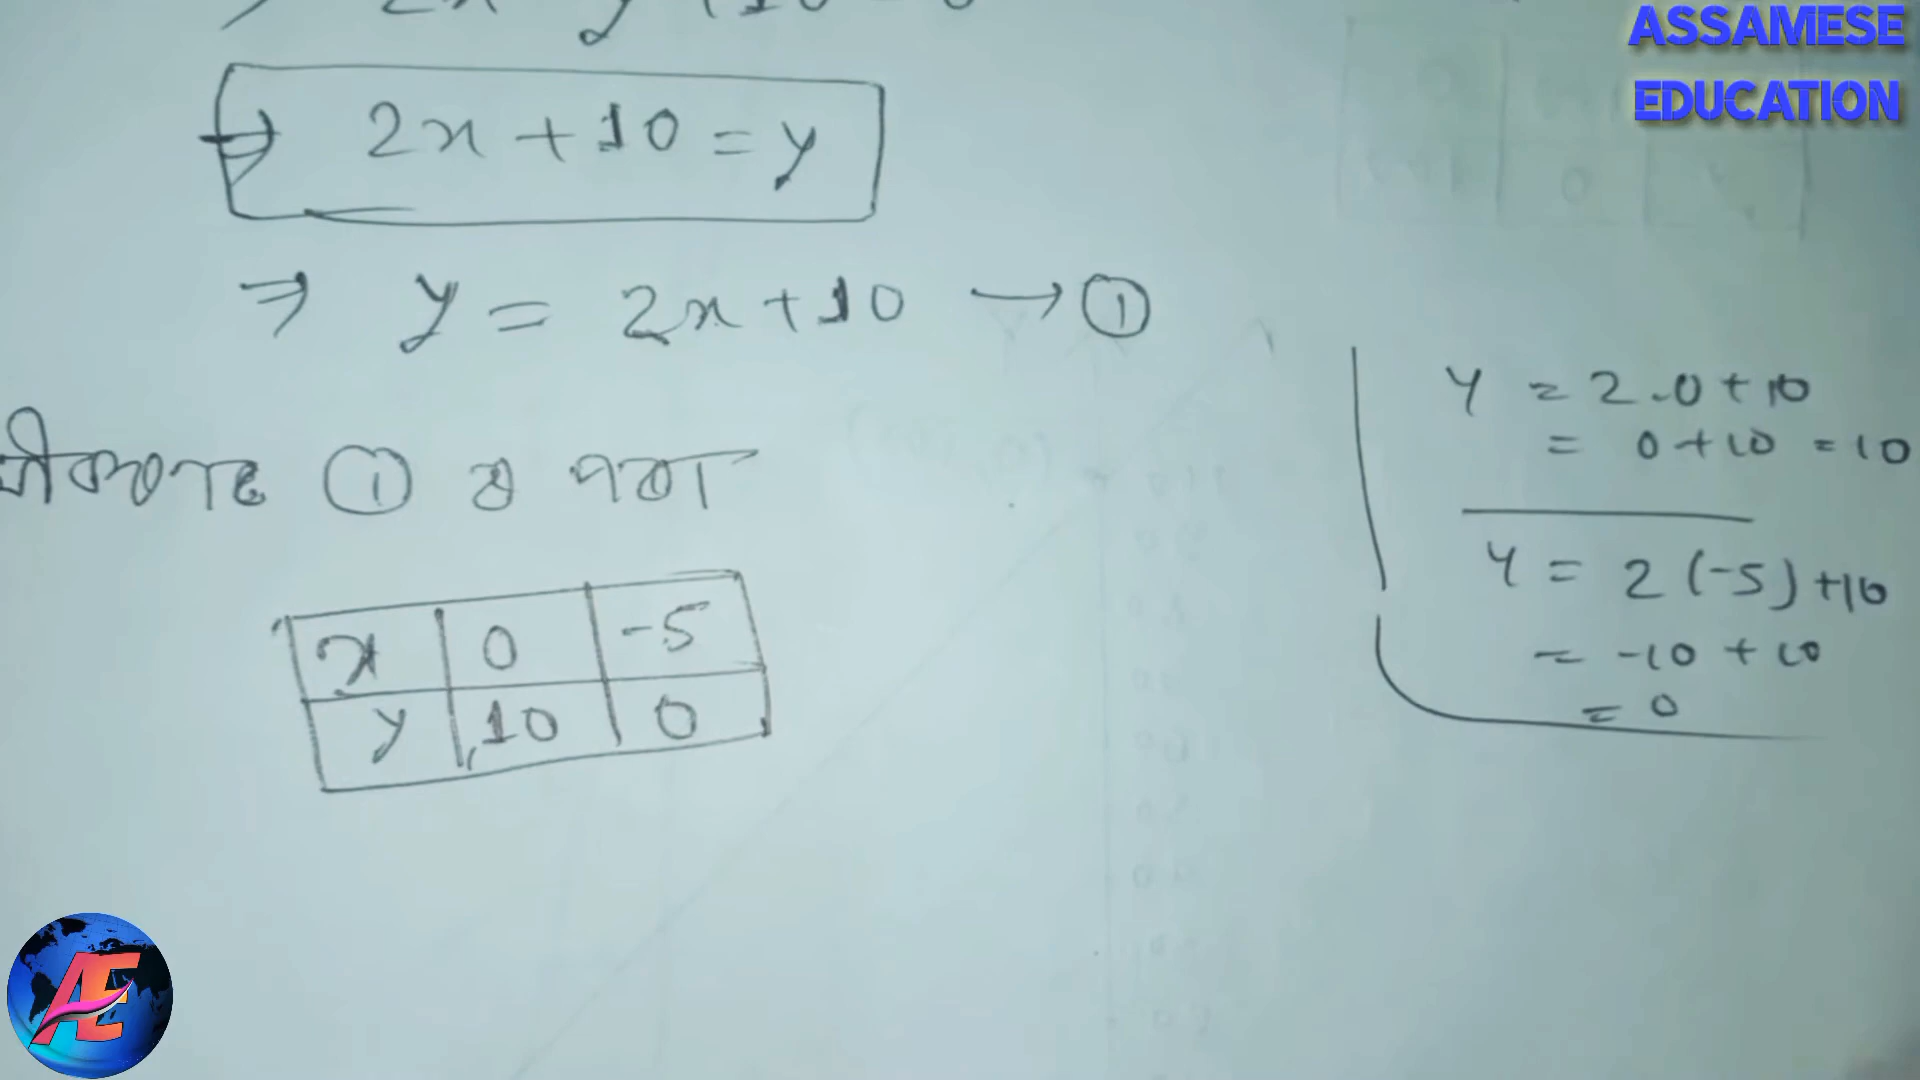 ASSAMESE
EDUCATION
⇒ 2x + 10 = y
⇒ y = 2x + 10 → ①
① ৰ পৰা
x | 0 | -5
y | 10 | 0
y = 2.0 + 10
= 0 + 10 = 10
y = 2 (-5) + 10
= -10 + 10
= 0
AE